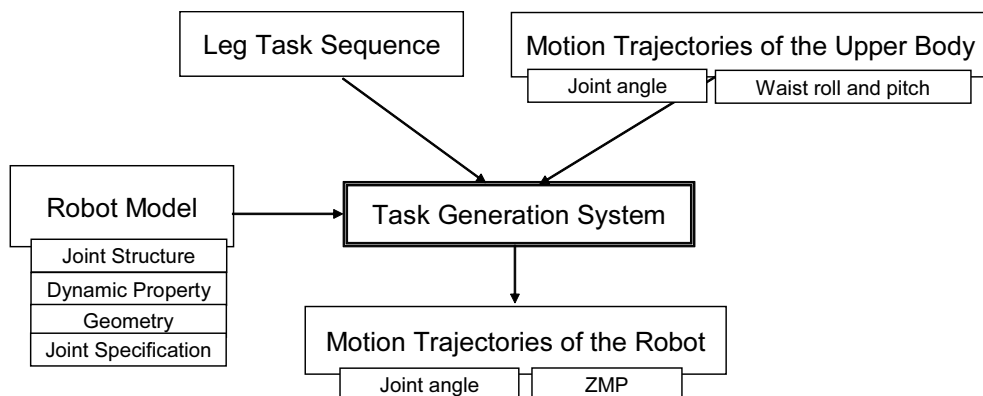 Leg Task Sequence
Motion Trajectories of the Upper Body
Joint angle
Waist roll and pitch
Robot Model
Joint Structure
Dynamic Property
Geometry
Joint Specification
Task Generation System
Motion Trajectories of the Robot
Joint angle
ZMP